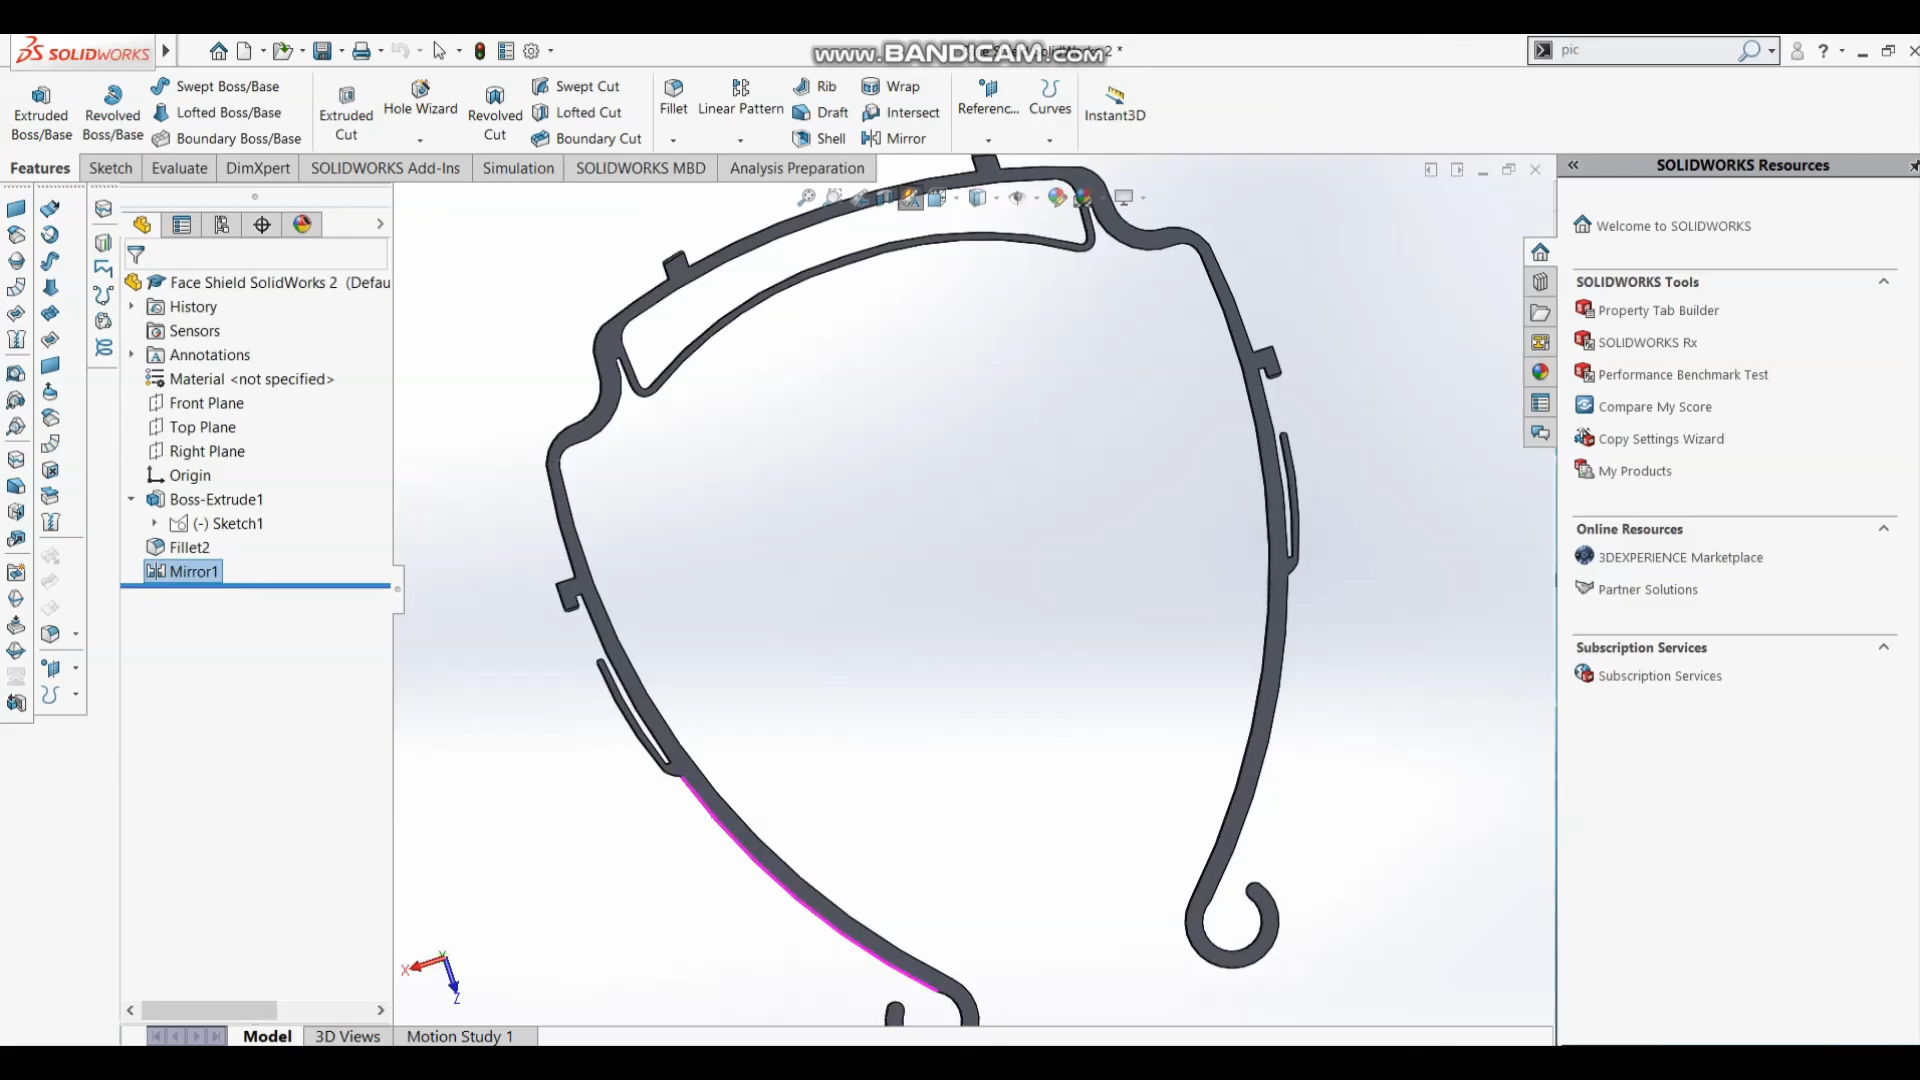 SOLIDWORKS
www.BANDICAM.com
2 *
pic
Extruded Boss/Base
Revolved Boss/Base
Swept Boss/Base
Lofted Boss/Base
Boundary Boss/Base
Extruded Cut
Hole Wizard
Revolved Cut
Swept Cut
Lofted Cut
Boundary Cut
Fillet
Linear Pattern
Rib
Draft
Shell
Wrap
Intersect
Mirror
Referenc...
Curves
Instant3D
Features
Sketch
Evaluate
DimXpert
SOLIDWORKS Add-Ins
Simulation
SOLIDWORKS MBD
Analysis Preparation
Face Shield SolidWorks 2 (Defau
History
Sensors
Annotations
Material <not specified>
Front Plane
Top Plane
Right Plane
Origin
Boss-Extrude1
(-) Sketch1
Fillet2
Mirror1
X
Y
Z
Model
3D Views
Motion Study 1
SOLIDWORKS Resources
Welcome to SOLIDWORKS
SOLIDWORKS Tools
Property Tab Builder
SOLIDWORKS Rx
Performance Benchmark Test
Compare My Score
Copy Settings Wizard
My Products
Online Resources
3DEXPERIENCE Marketplace
Partner Solutions
Subscription Services
Subscription Services